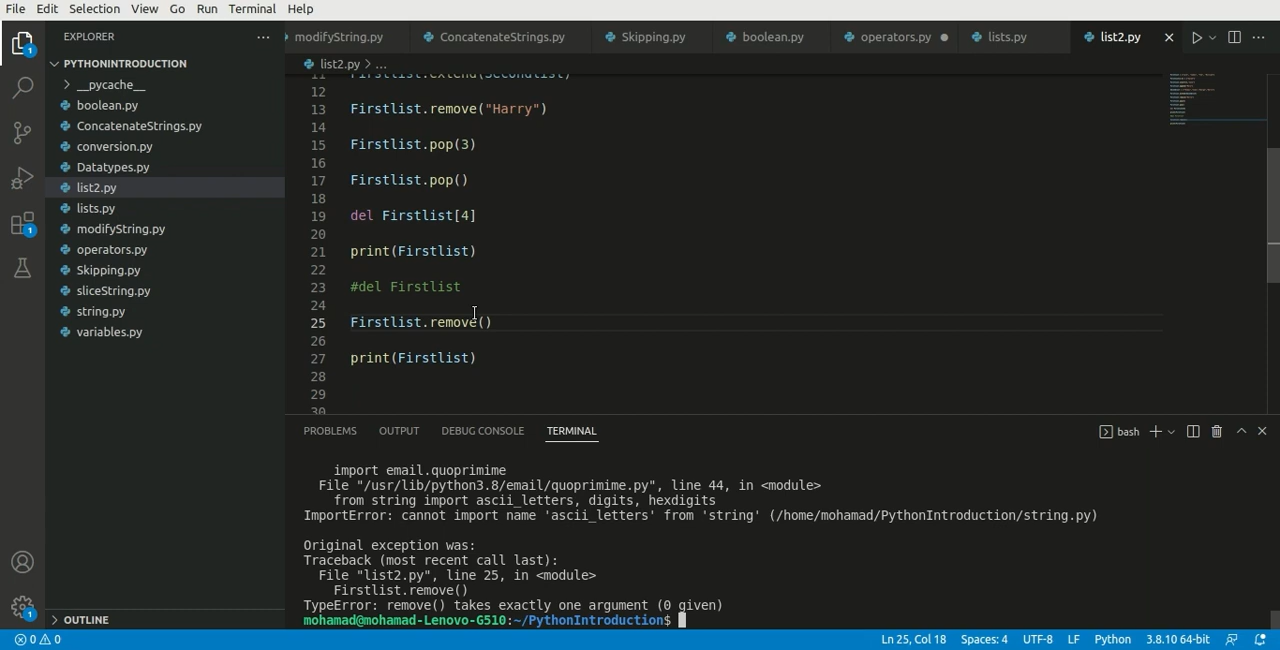 File Edit Selection View Go Run Terminal Help
EXPLORER
modifyString.py ConcatenateStrings.py Skipping.py boolean.py operators.py lists.py list2.py
PYTHONINTRODUCTION
__pycache__
boolean.py
ConcatenateStrings.py
conversion.py
Datatypes.py
list2.py
lists.py
modifyString.py
operators.py
Skipping.py
sliceString.py
string.py
variables.py
OUTLINE
list2.py > ...
11 Firstlist.extend(Secondlist)
12
13 Firstlist.remove("Harry")
14
15 Firstlist.pop(3)
16
17 Firstlist.pop()
18
19 del Firstlist[4]
20
21 print(Firstlist)
22
23 #del Firstlist
24
25 Firstlist.remove()
26
27 print(Firstlist)
28
29
30
PROBLEMS OUTPUT DEBUG CONSOLE TERMINAL bash
import email.quoprimime
File "/usr/lib/python3.8/email/quoprimime.py", line 44, in <module>
from string import ascii_letters, digits, hexdigits
ImportError: cannot import name 'ascii_letters' from 'string' (/home/mohamad/PythonIntroduction/string.py)
Original exception was:
Traceback (most recent call last):
File "list2.py", line 25, in <module>
Firstlist.remove()
TypeError: remove() takes exactly one argument (0 given)
mohamad@mohamad-Lenovo-G510:~/PythonIntroduction$
0 0 Ln 25, Col 18 Spaces: 4 UTF-8 LF Python 3.8.10 64-bit